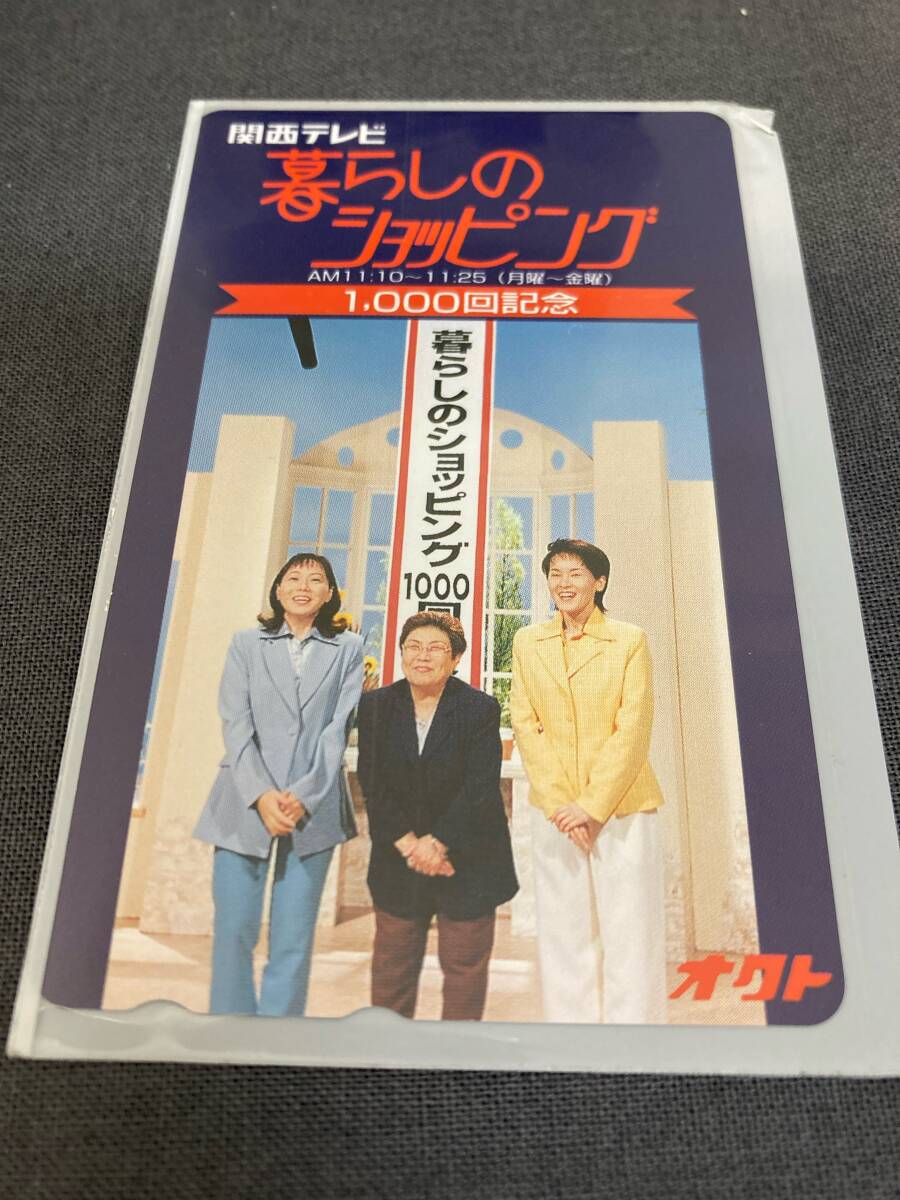 関西テレビ
暮らしの
ショッピング
AM11:10～11:25（月曜～金曜）
1,000回記念
暮らしのショッピング
1000
回
オクト